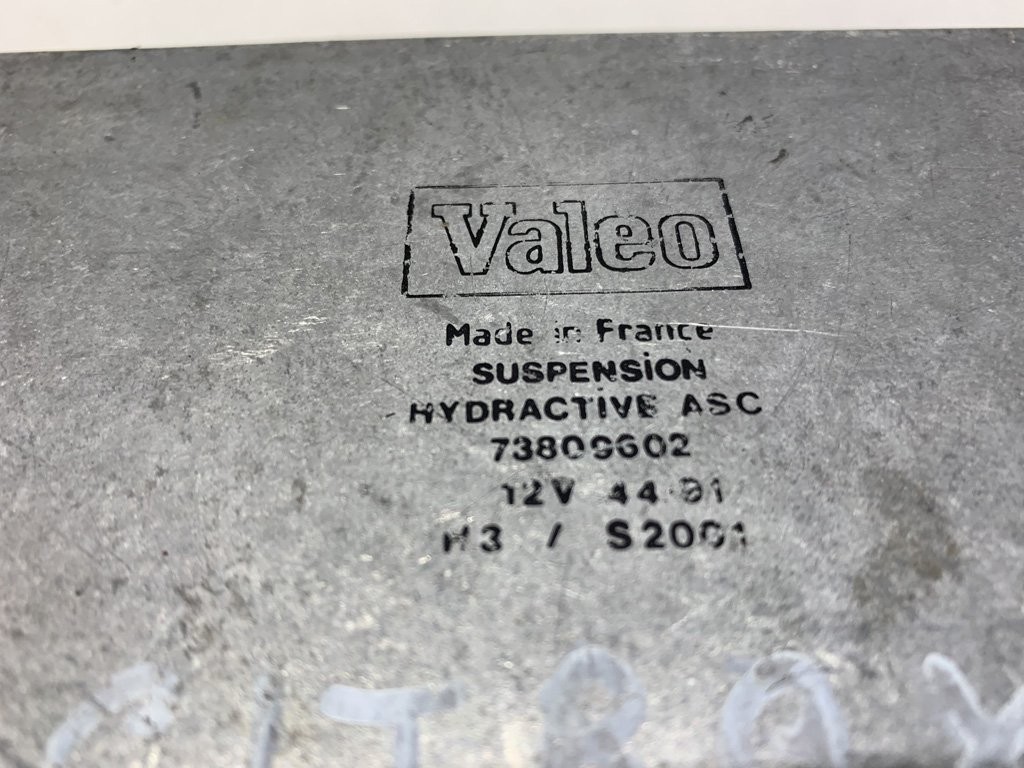 Valeo
Made in France
SUSPENSION
HYDRACTIVE ASC
73809602
12V 44 91
H3 / S2001